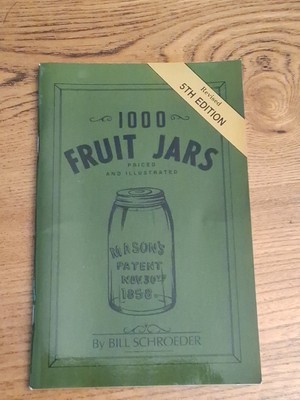 Revised
5TH EDITION
1000
FRUIT JARS
PRICED
AND ILLUSTRATED
MASON'S
PATENT
NOV. 30TH
1858
By BILL SCHROEDER